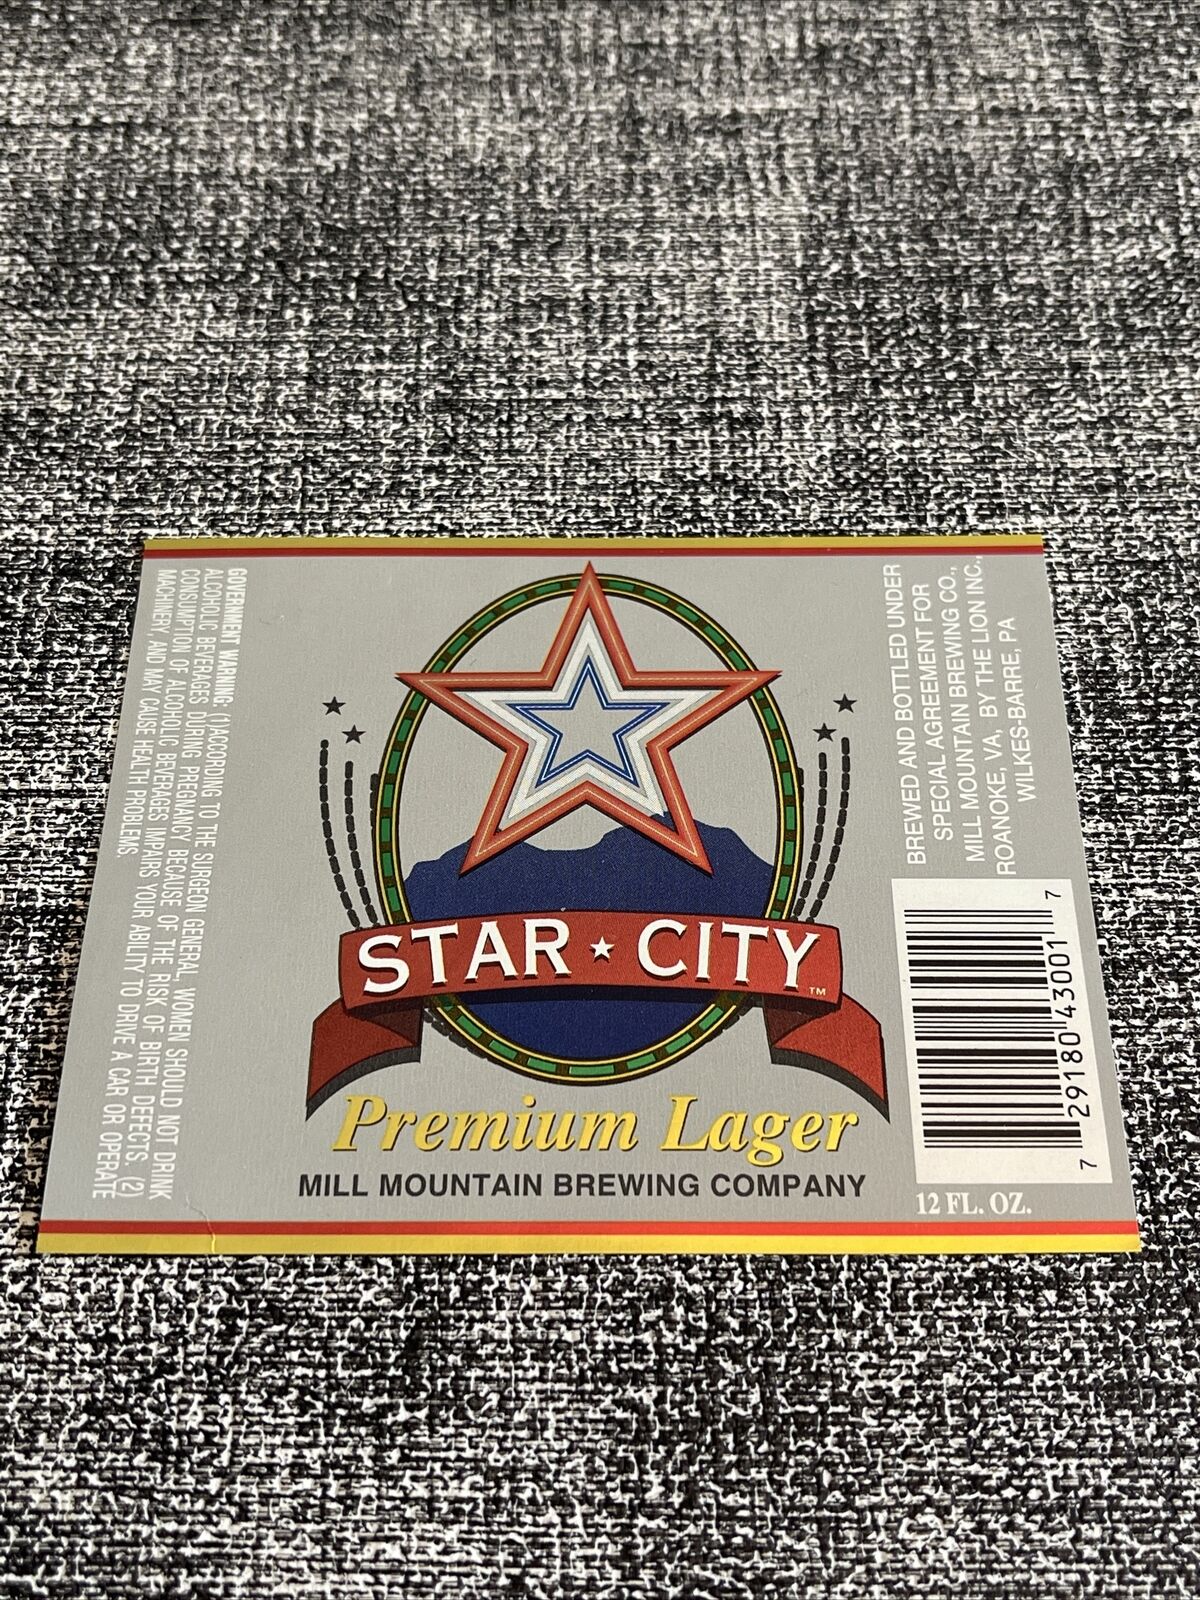 GOVERNMENT WARNING: (1)ACCORDING TO THE SURGEON GENERAL, WOMEN SHOULD NOT DRINK
ALCOHOLIC BEVERAGES DURING PREGNANCY BECAUSE OF THE RISK OF BIRTH DEFECTS. (2)
CONSUMPTION OF ALCOHOLIC BEVERAGES IMPAIRS YOUR ABILITY TO DRIVE A CAR OR OPERATE
MACHINERY, AND MAY CAUSE HEALTH PROBLEMS.
STAR ★ CITY ™
Premium Lager
MILL MOUNTAIN BREWING COMPANY
BREWED AND BOTTLED UNDER
SPECIAL AGREEMENT FOR
MILL MOUNTAIN BREWING CO.,
ROANOKE, VA, BY THE LION INC.,
WILKES-BARRE, PA
7 29180 43001 7
12 FL. OZ.